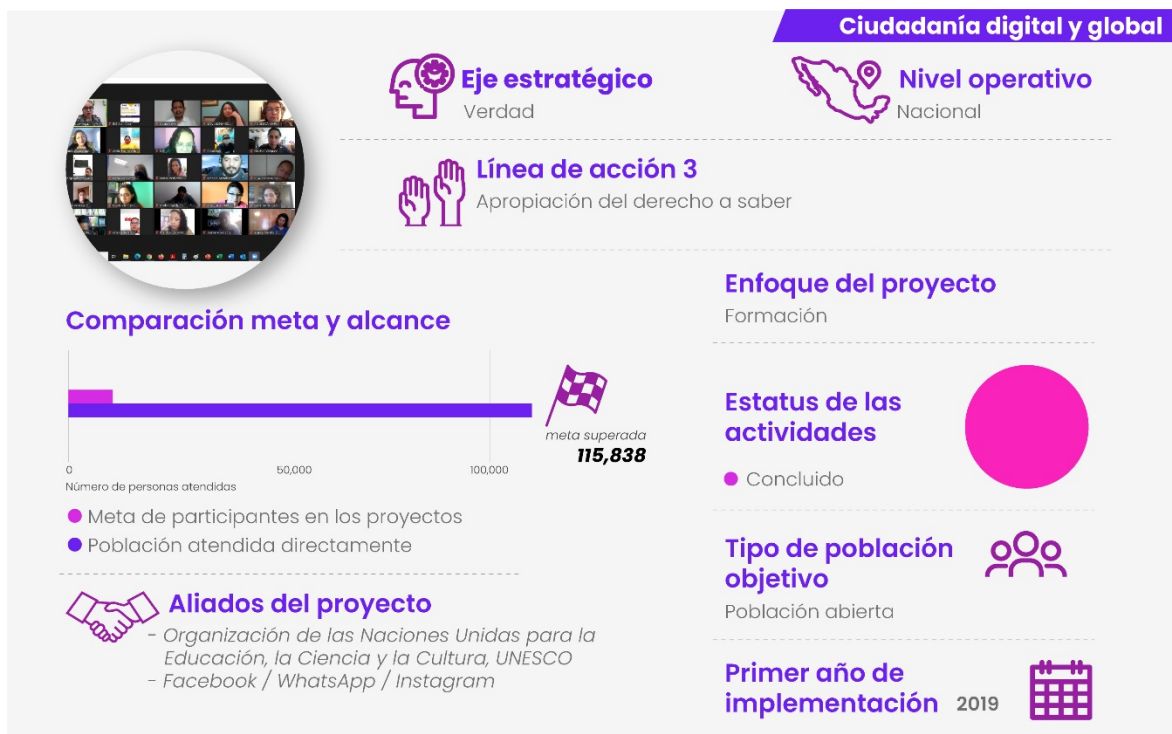 Ciudadanía digital y global
Eje estratégico
Verdad
Nivel operativo
Nacional
Línea de acción 3
Apropiación del derecho a saber
Comparación meta y alcance
meta superada
115,838
0
50,000
100,000
Número de personas atendidas
Meta de participantes en los proyectos
Población atendida directamente
Aliados del proyecto
- Organización de las Naciones Unidas para la
Educación, la Ciencia y la Cultura, UNESCO
- Facebook / WhatsApp / Instagram
Enfoque del proyecto
Formación
Estatus de las
actividades
Concluido
Tipo de población
objetivo
Población abierta
Primer año de
implementación 2019